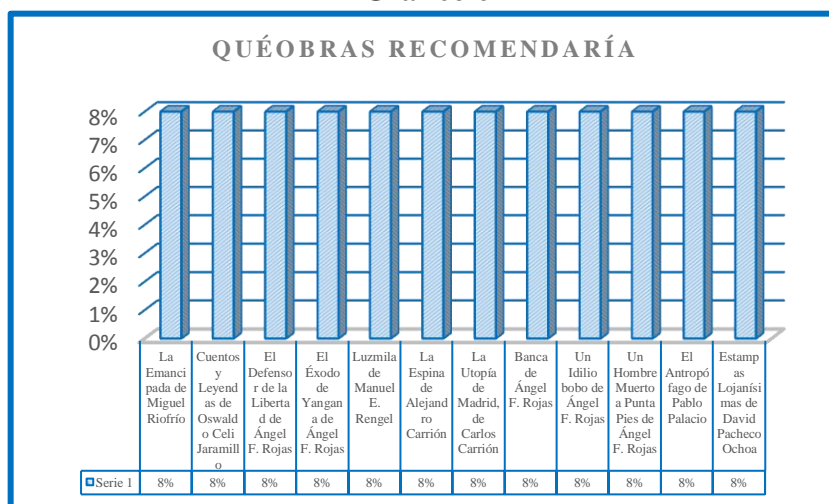 QUÉOBRAS RECOMENDARÍA
8%
7%
6%
5%
4%
3%
2%
1%
0%
La
Emanci
pada de
Miguel
Riofrío
Cuentos
y
Leyend
as de
Oswald
o Celi
Jaramill
o
El
Defenso
r de la
Liberta
d de
Ángel
F. Rojas
El
Éxodo
de
Yangan
a de
Ángel
F. Rojas
Luzmila
de
Manuel
E.
Rengel
La
Espina
de
Alejand
ro
Carrión
La
Utopía
de
Madrid,
de
Carlos
Carrión
Banca
de
Ángel
F. Rojas
Un
Idilio
bobo de
Ángel
F. Rojas
Un
Hombre
Muerto
a Punta
Pies de
Ángel
F. Rojas
El
Antropó
fago de
Pablo
Palacio
Estamp
as
Lojanísi
mas de
David
Pacheco
Ochoa
Serie 1 8% 8% 8% 8% 8% 8% 8% 8% 8% 8% 8% 8%